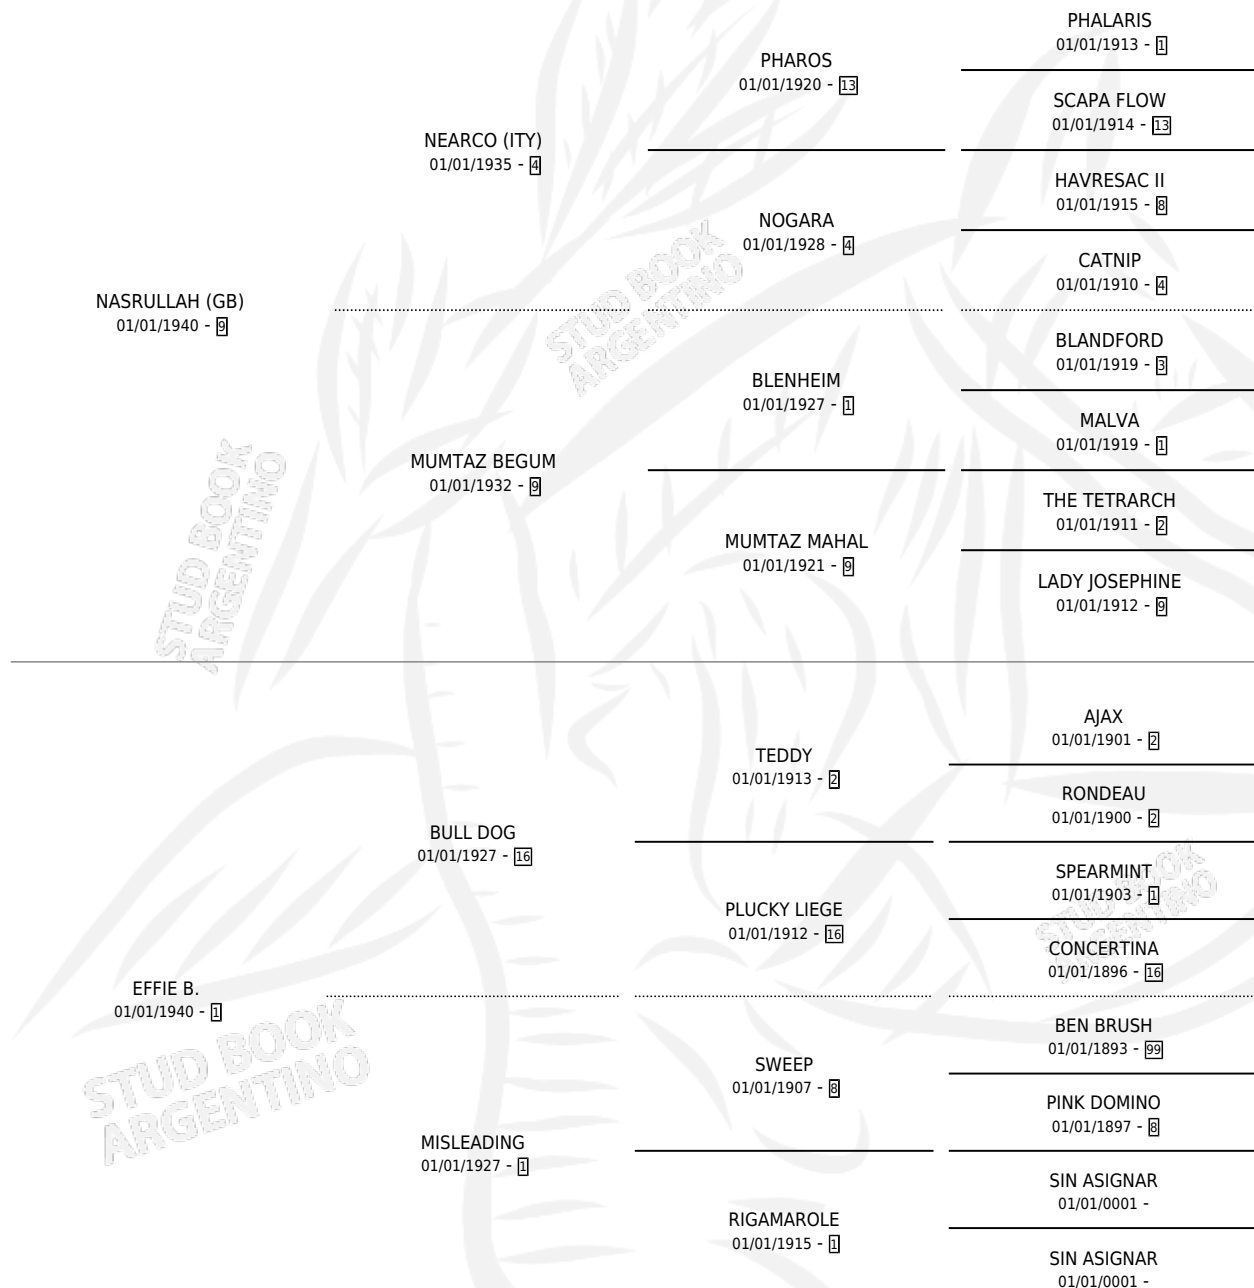 PHALARIS
01/01/1913 - 1
PHAROS
01/01/1920 - 13
SCAPA FLOW
01/01/1914 - 13
NEARCO (ITY)
01/01/1935 - 4
HAVRESAC II
01/01/1915 - 8
NOGARA
01/01/1928 - 4
CATNIP
01/01/1910 - 4
NASRULLAH (GB)
01/01/1940 - 9
BLANDFORD
01/01/1919 - 3
BLENHEIM
01/01/1927 - 1
MALVA
01/01/1919 - 1
MUMTAZ BEGUM
01/01/1932 - 9
THE TETRARCH
01/01/1911 - 2
MUMTAZ MAHAL
01/01/1921 - 9
LADY JOSEPHINE
01/01/1912 - 9
AJAX
01/01/1901 - 2
TEDDY
01/01/1913 - 2
RONDEAU
01/01/1900 - 2
BULL DOG
01/01/1927 - 16
SPEARMINT
01/01/1903 - 1
PLUCKY LIEGE
01/01/1912 - 16
CONCERTINA
01/01/1896 - 16
EFFIE B.
01/01/1940 - 1
BEN BRUSH
01/01/1893 - 99
SWEEP
01/01/1907 - 8
PINK DOMINO
01/01/1897 - 8
MISLEADING
01/01/1927 - 1
SIN ASIGNAR
01/01/0001 -
RIGAMAROLE
01/01/1915 - 1
SIN ASIGNAR
01/01/0001 -
STUD BOOK
ARGENTINO
STUD BOOK
ARGENTINO
STUD BOOK
ARGENTINO
STUD BOOK
ARGENTINO